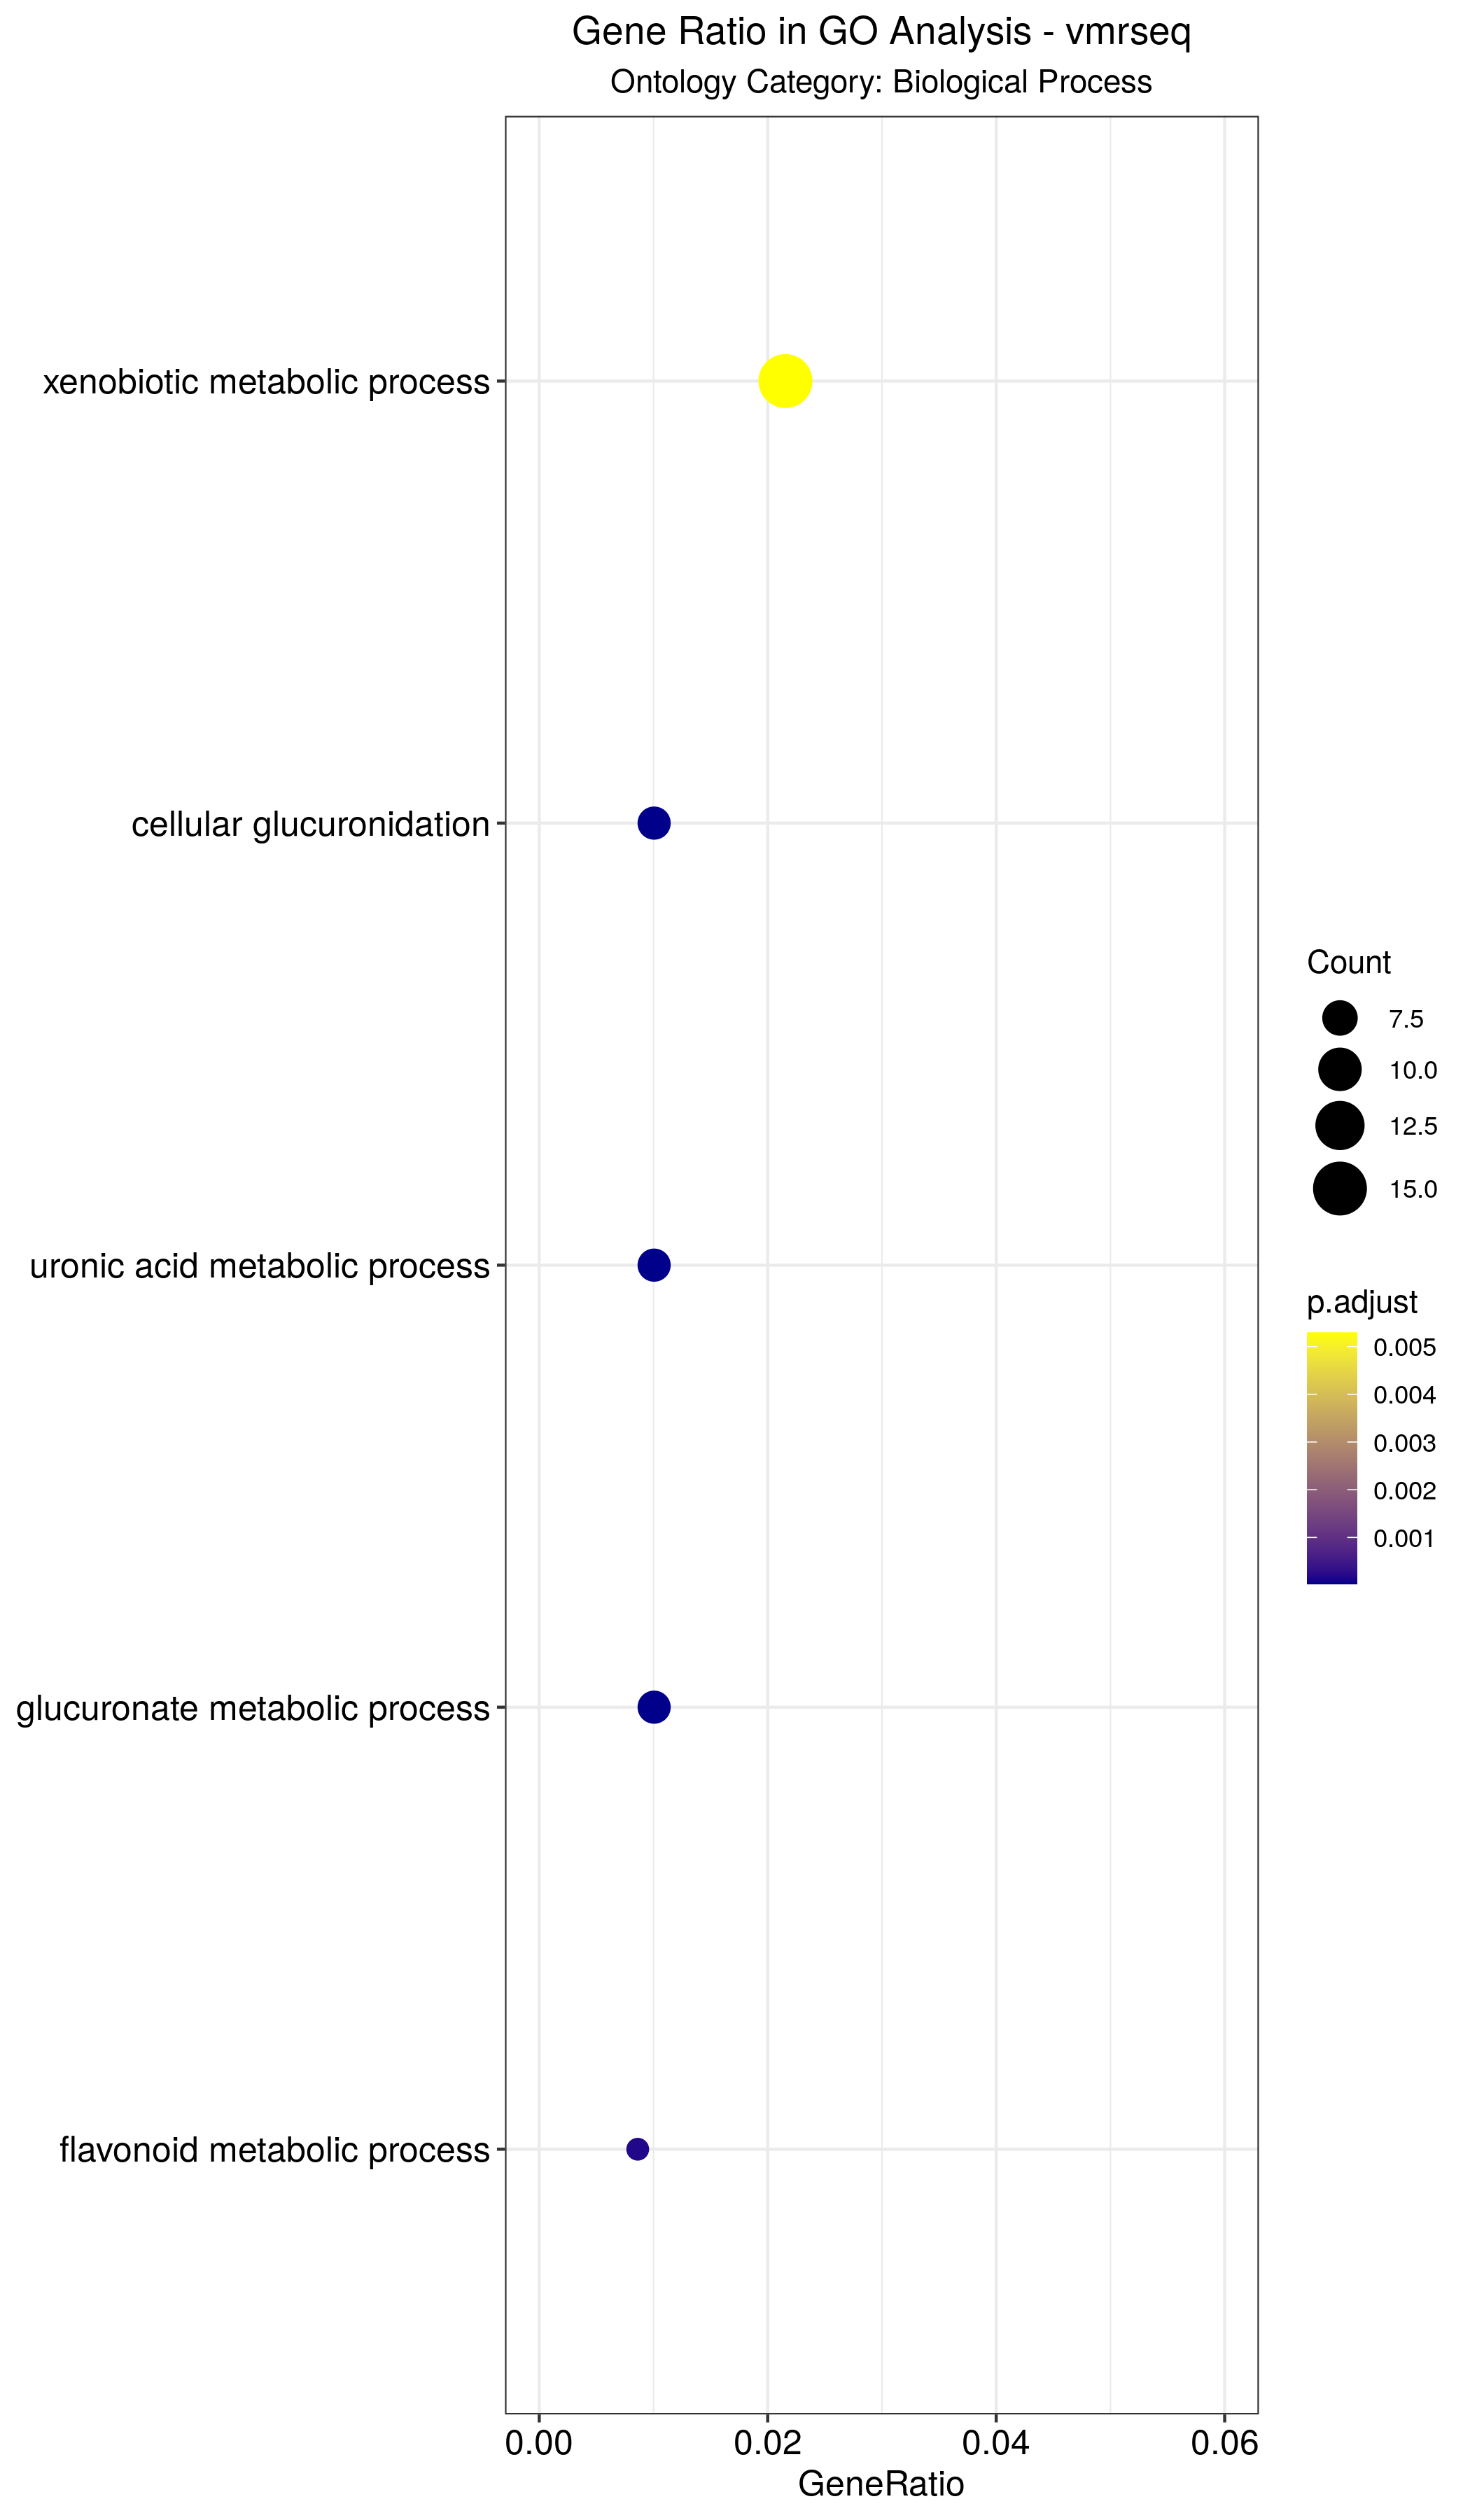 Gene Ratio in GO Analysis - vmrseq
Ontology Category: Biological Process
xenobiotic metabolic process
cellular glucuronidation
uronic acid metabolic process
glucuronate metabolic process
flavonoid metabolic process
0.00
0.02
0.04
0.06
GeneRatio
Count
7.5
10.0
12.5
15.0
p.adjust
0.005
0.004
0.003
0.002
0.001